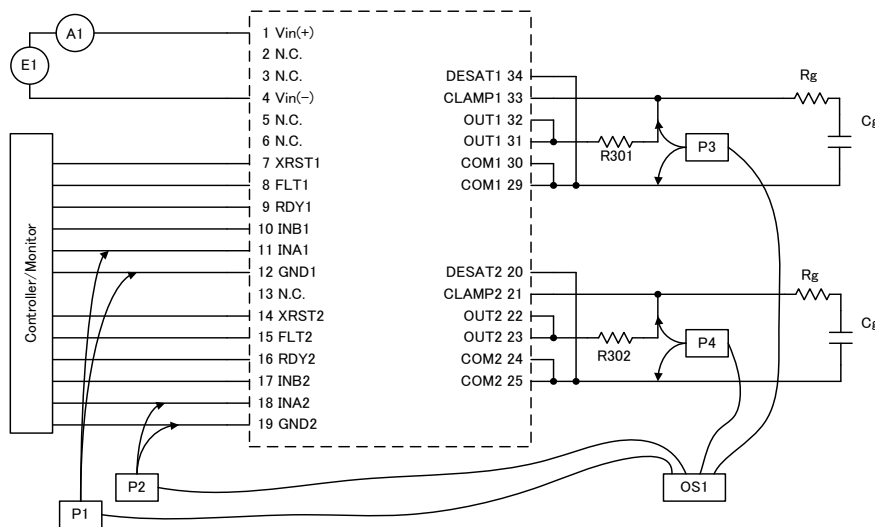 A1
E1
1 Vin(+)
2 N.C.
3 N.C.
4 Vin(-)
5 N.C.
6 N.C.
7 XRST1
8 FLT1
9 RDY1
10 INB1
11 INA1
12 GND1
13 N.C.
14 XRST2
15 FLT2
16 RDY2
17 INB2
18 INA2
19 GND2
Controller/Monitor
DESAT1 34
CLAMP1 33
OUT1 32
OUT1 31
COM1 30
COM1 29
DESAT2 20
CLAMP2 21
OUT2 22
OUT2 23
COM2 24
COM2 25
R301
P3
Rg
Cg
R302
P4
Rg
Cg
P1
P2
OS1